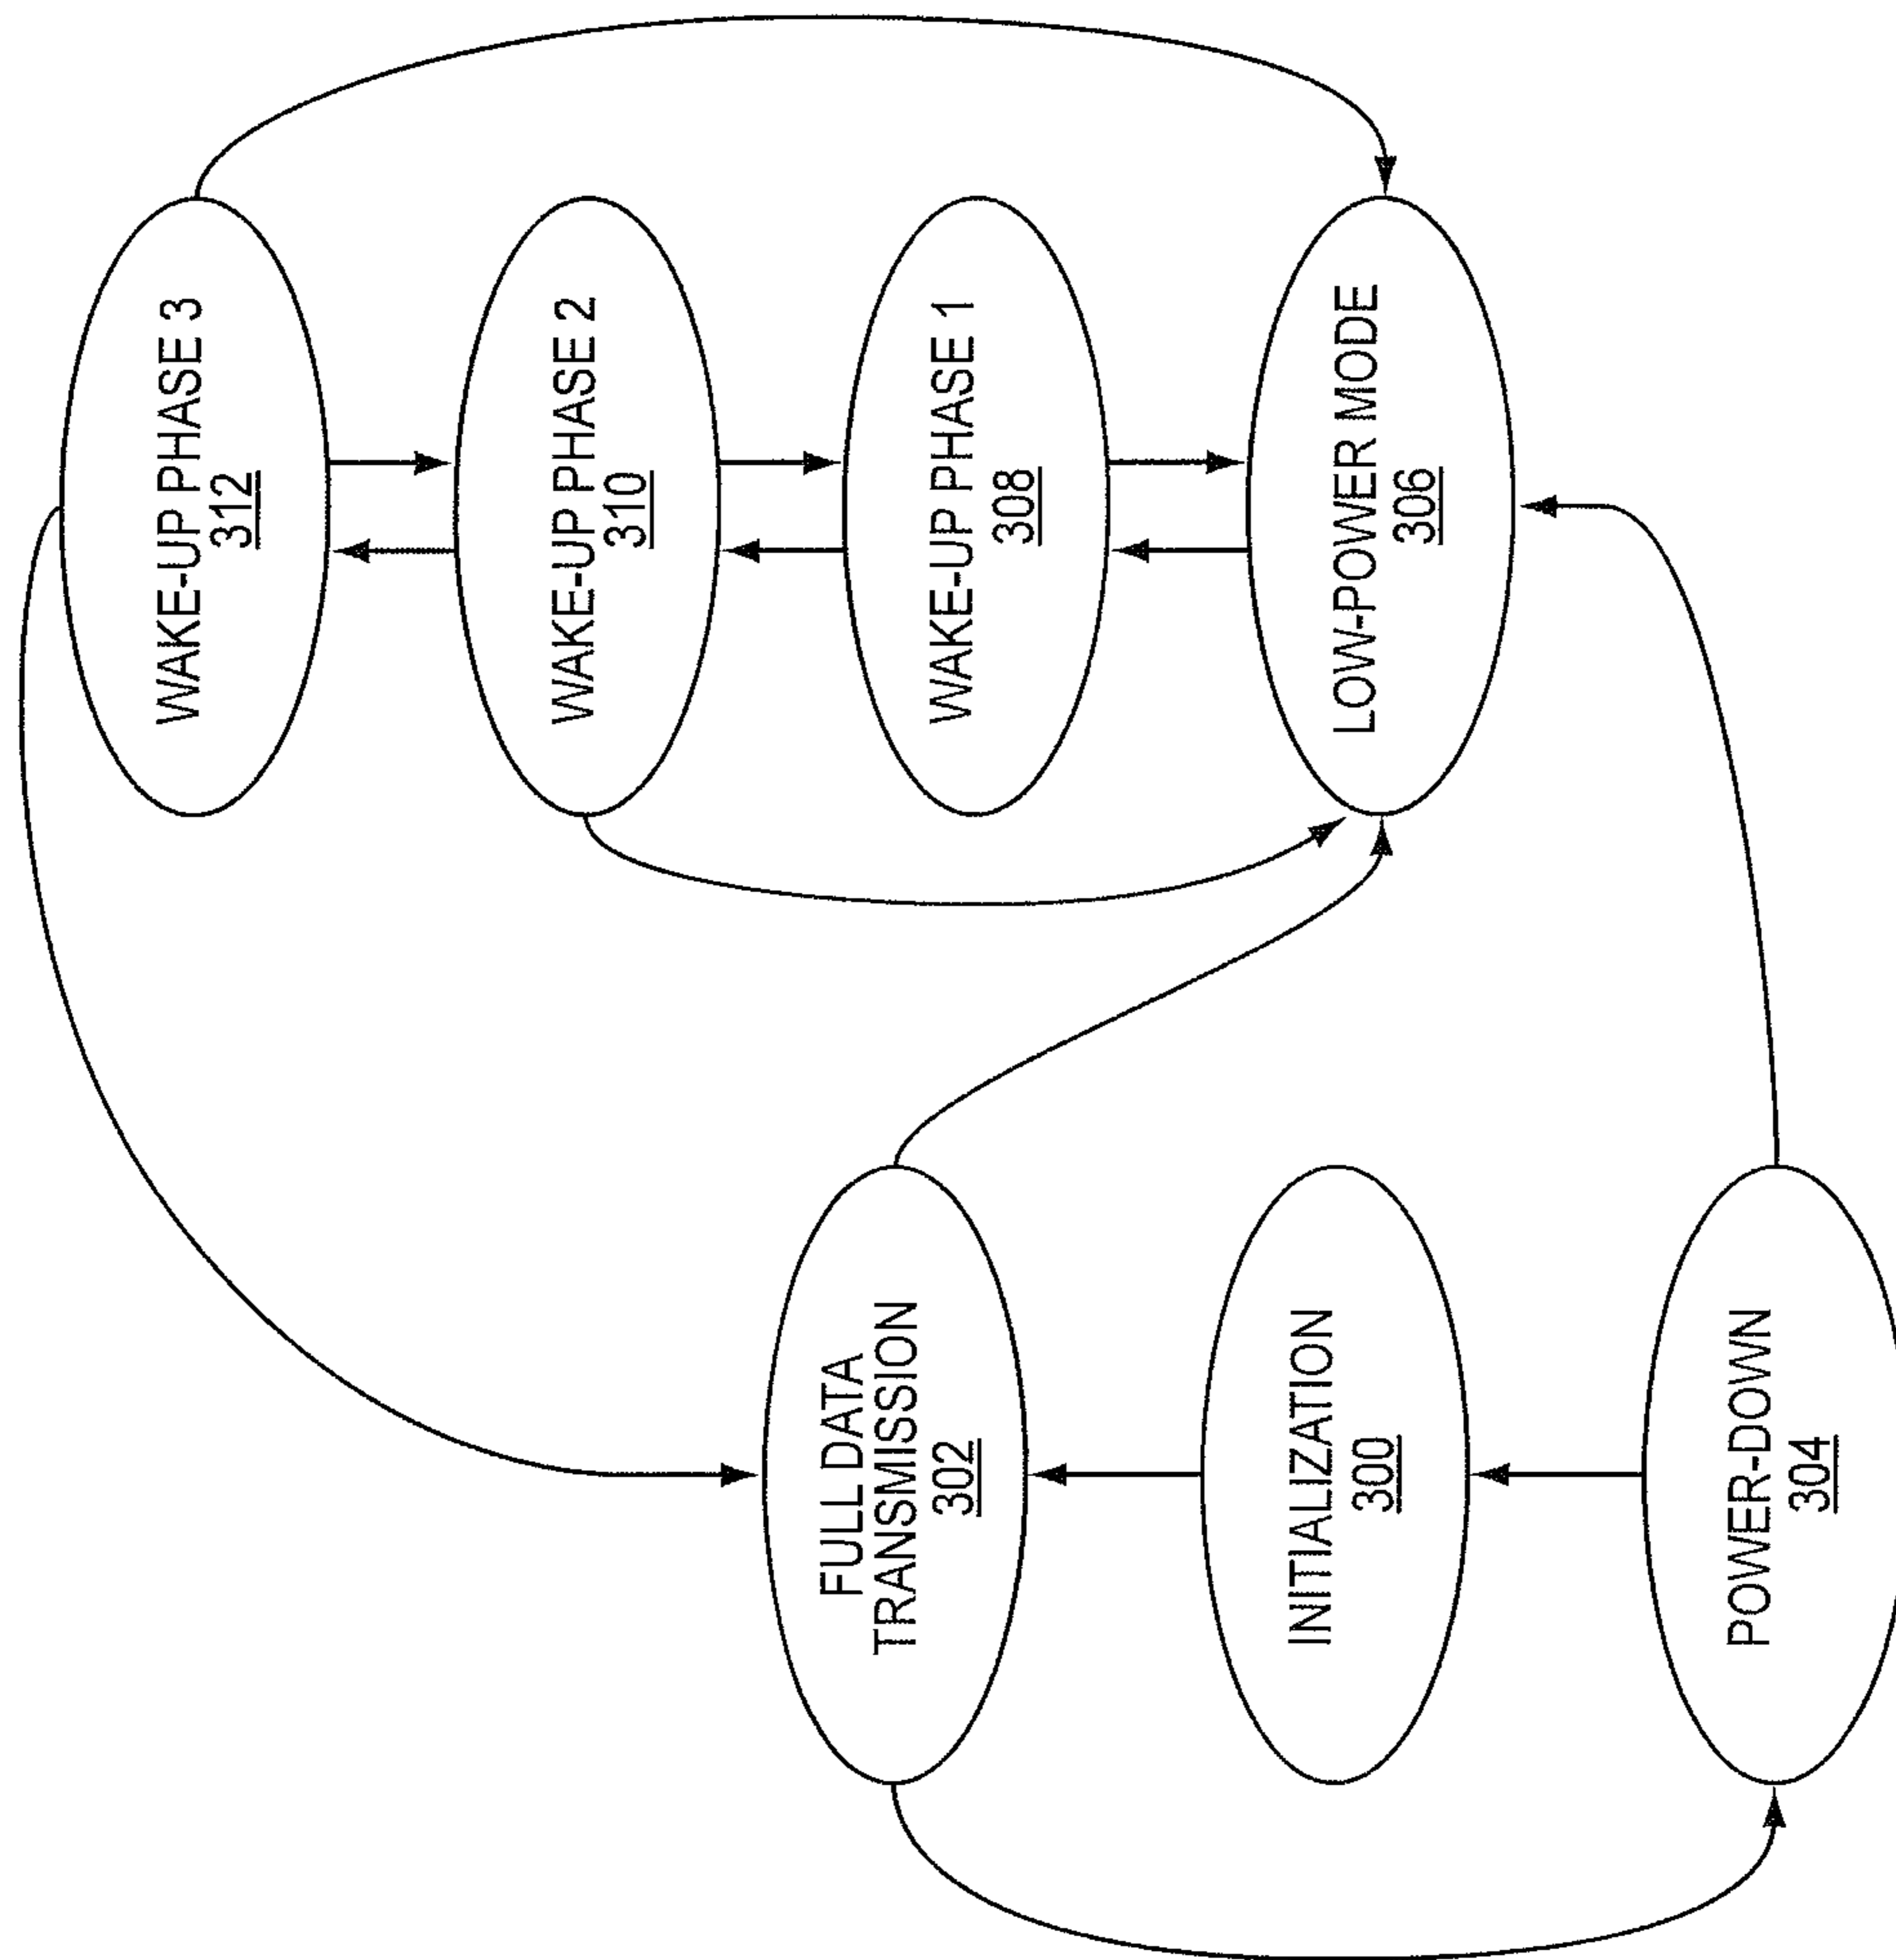 WAKE-UP PHASE 3
312
WAKE-UP PHASE 2
310
WAKE-UP PHASE 1
308
LOW-POWER MODE
306
FULL DATA
TRANSMISSION
302
INITIALIZATION
300
POWER-DOWN
304